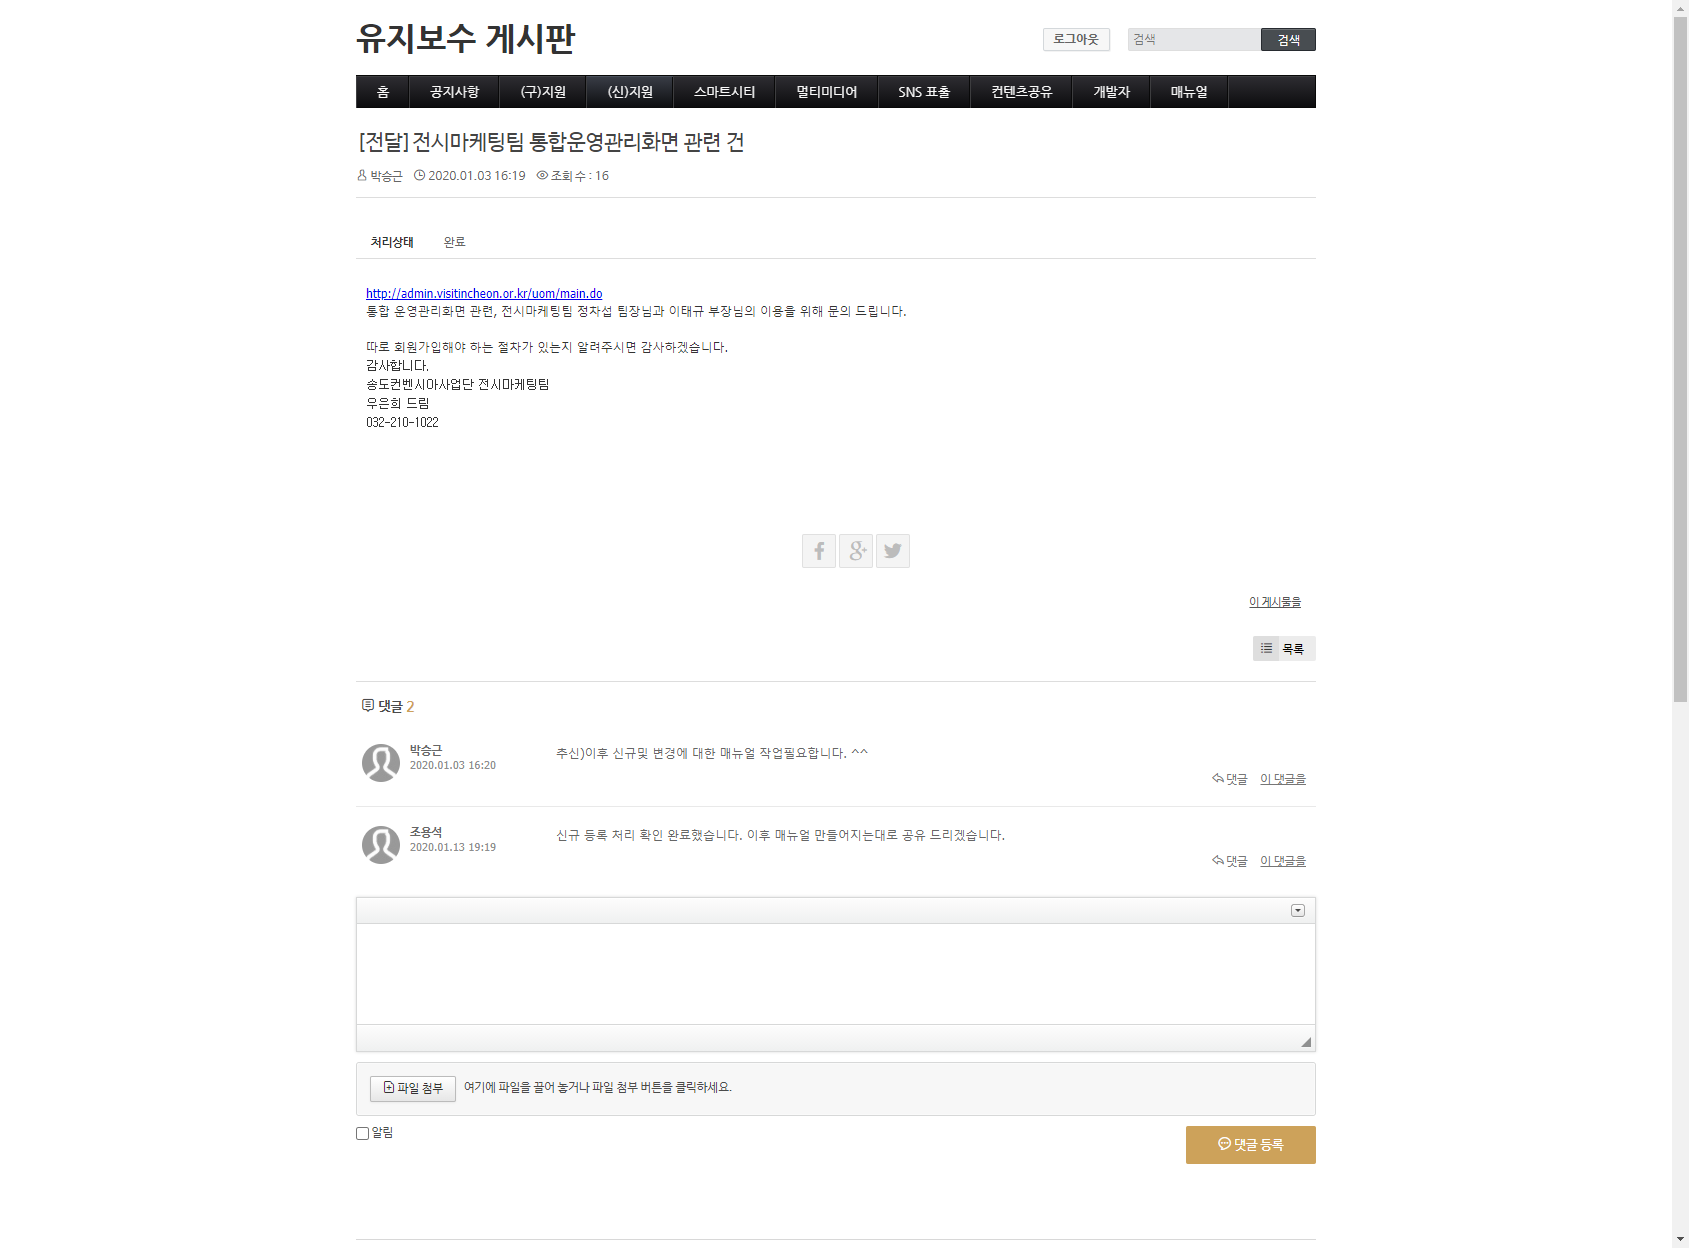 유지보수 게시판
로그아웃
검색
검색
홈 공지사항 (구)지원 (신)지원 스마트시티 멀티미디어 SNS 표출 컨텐츠공유 개발자 매뉴얼
[전달] 전시마케팅팀 통합운영관리화면 관련 건
박승근 2020.01.03 16:19 조회 수 : 16
처리상태 완료
http://admin.visitincheon.or.kr/uom/main.do
통합 운영관리화면 관련, 전시마케팅팀 정차섭 팀장님과 이태규 부장님의 이용을 위해 문의 드립니다.
따로 회원가입해야 하는 절차가 있는지 알려주시면 감사하겠습니다.
감사합니다.
송도컨벤시아사업단 전시마케팅팀
우은희 드림
032-210-1022
이 게시물을
목록
댓글 2
박승근
2020.01.03 16:20
추신)이후 신규및 변경에 대한 매뉴얼 작업필요합니다. ^^
댓글 이 댓글을
조용석
2020.01.13 19:19
신규 등록 처리 확인 완료했습니다. 이후 매뉴얼 만들어지는대로 공유 드리겠습니다.
댓글 이 댓글을
파일 첨부 여기에 파일을 끌어 놓거나 파일 첨부 버튼을 클릭하세요.
알림
댓글 등록